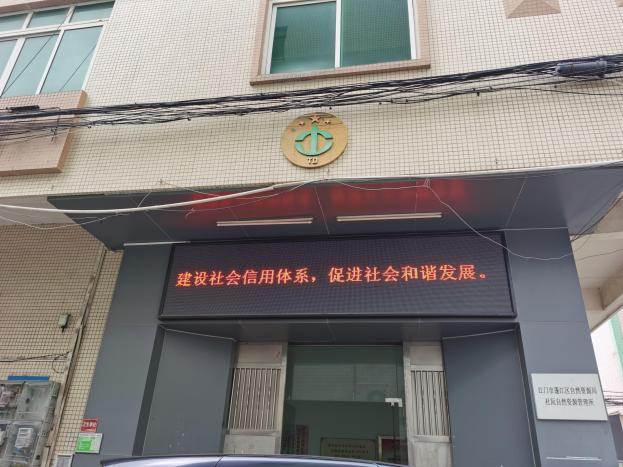 TD
建设社会信用体系，促进社会和谐发展。
江门市蓬江区自然资源局
杜阮自然资源管理所